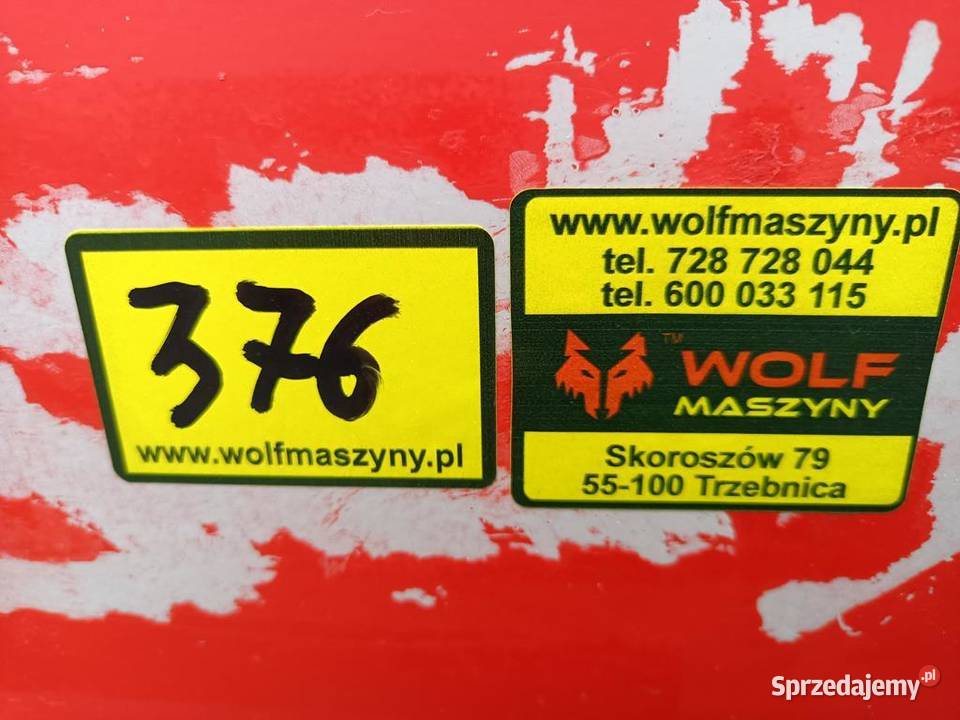 376
www.wolfmaszyny.pl
www.wolfmaszyny.pl
tel. 728 728 044
tel. 600 033 115
™ WOLF
MASZYNY
Skoroszów 79
55-100 Trzebnica
Sprzedajemy.pl